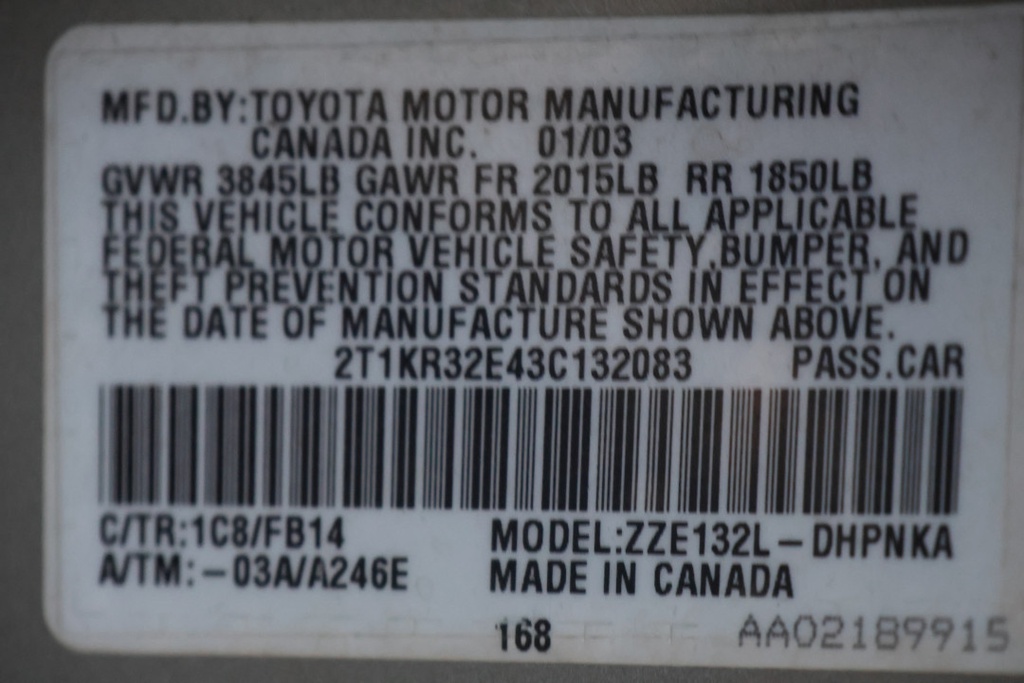 MFD.BY:TOYOTA MOTOR MANUFACTURING
CANADA INC. 01/03
GVWR 3845LB GAWR FR 2015LB RR 1850LB
THIS VEHICLE CONFORMS TO ALL APPLICABLE
FEDERAL MOTOR VEHICLE SAFETY,BUMPER, AND
THEFT PREVENTION STANDARDS IN EFFECT ON
THE DATE OF MANUFACTURE SHOWN ABOVE.
2T1KR32E43C132083 PASS.CAR
C/TR:1C8/FB14 MODEL:ZZE132L-DHPNKA
A/TM:-03A/A246E MADE IN CANADA
168 AA02189915